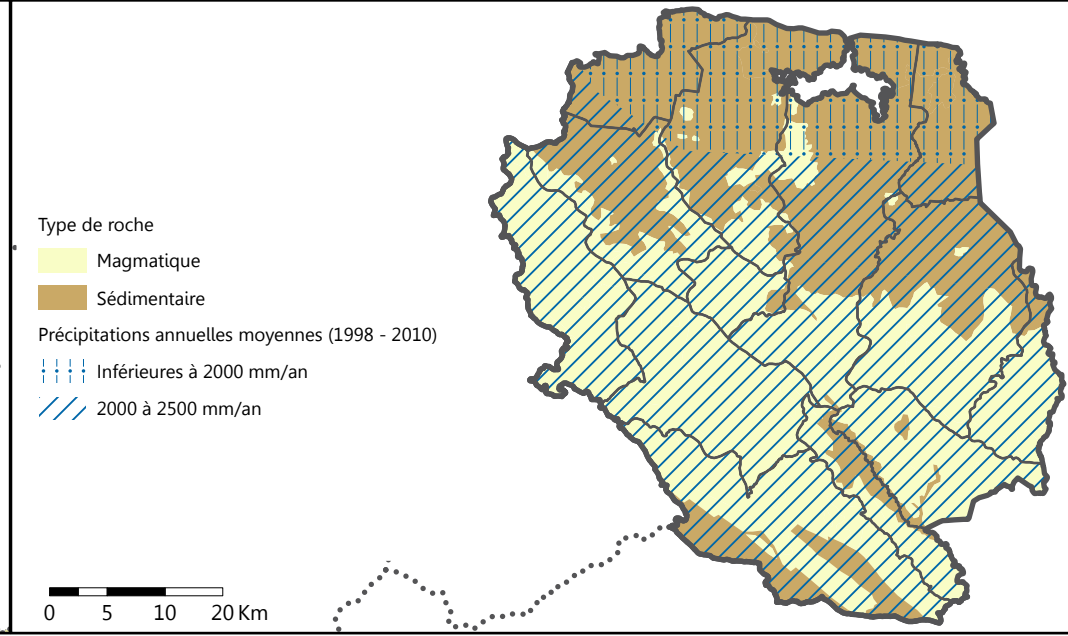 Type de roche
Magmatique
Sédimentaire
Précipitations annuelles moyennes (1998 - 2010)
Inférieures à 2000 mm/an
2000 à 2500 mm/an
0 5 10 20 Km